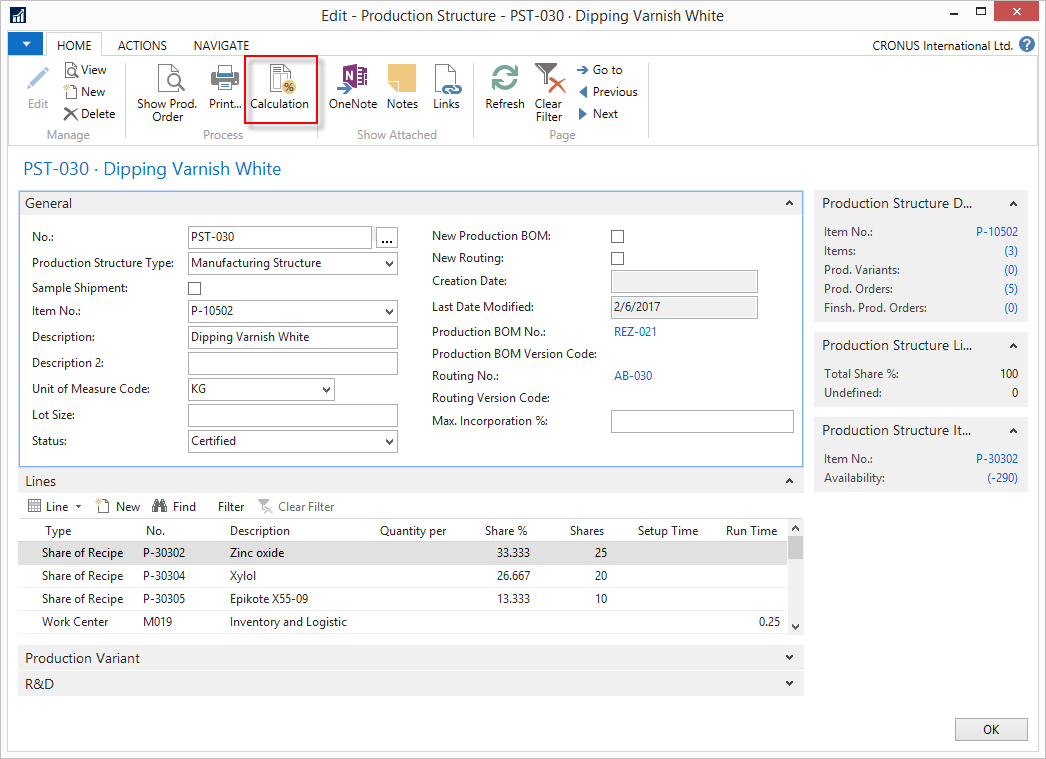 Edit - Production Structure - PST-030 · Dipping Varnish White
HOME ACTIONS NAVIGATE
CRONUS International Ltd.
Edit
View
New
Delete
Manage
Show Prod. Order
Print...
Calculation
Process
OneNote
Notes
Links
Show Attached
Refresh
Clear Filter
Go to
Previous
Next
Page
PST-030 · Dipping Varnish White
General
No.: PST-030 ...
Production Structure Type: Manufacturing Structure
Sample Shipment:
Item No.: P-10502
Description: Dipping Varnish White
Description 2:
Unit of Measure Code: KG
Lot Size:
Status: Certified
New Production BOM:
New Routing:
Creation Date:
Last Date Modified: 2/6/2017
Production BOM No.: REZ-021
Production BOM Version Code:
Routing No.: AB-030
Routing Version Code:
Max. Incorporation %:
Lines
Line New Find Filter Clear Filter
Type No. Description Quantity per Share % Shares Setup Time Run Time
Share of Recipe P-30302 Zinc oxide 33.333 25
Share of Recipe P-30304 Xylol 26.667 20
Share of Recipe P-30305 Epikote X55-09 13.333 10
Work Center M019 Inventory and Logistic 0.25
Production Variant
R&D
Production Structure D...
Item No.: P-10502
Items: (3)
Prod. Variants: (0)
Prod. Orders: (5)
Finsh. Prod. Orders: (0)
Production Structure Li...
Total Share %: 100
Undefined: 0
Production Structure It...
Item No.: P-30302
Availability: (-290)
OK